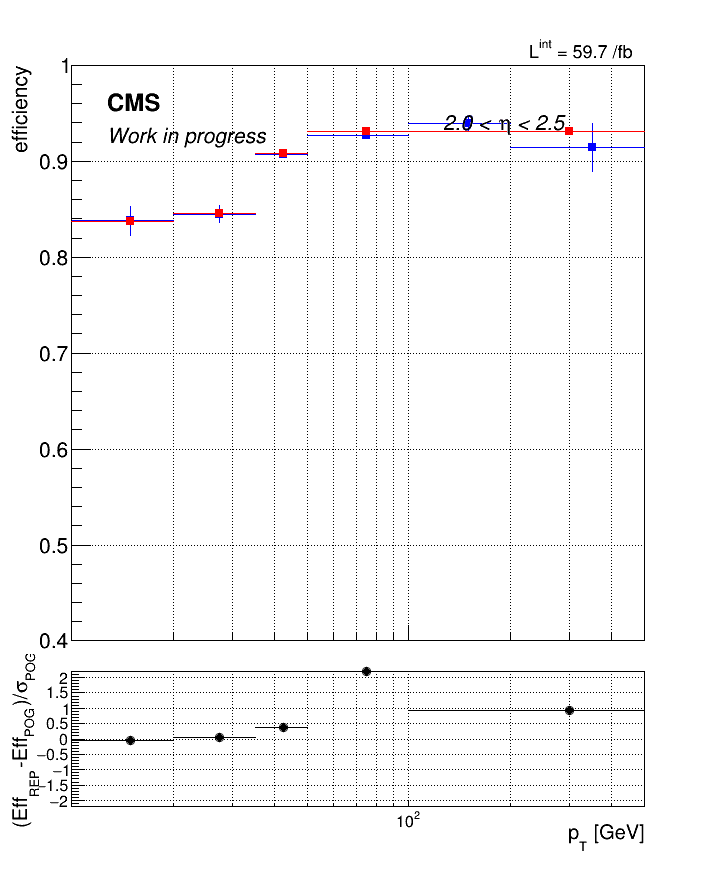 L^int = 59.7 /fb
efficiency
CMS
Work in progress
2.0 < η < 2.5
1
0.9
0.8
0.7
0.6
0.5
0.4
(Eff_REP -Eff_POG)/σ_POG
2
1.5
1
0.5
0
−0.5
−1
−1.5
−2
10^2
p_T [GeV]